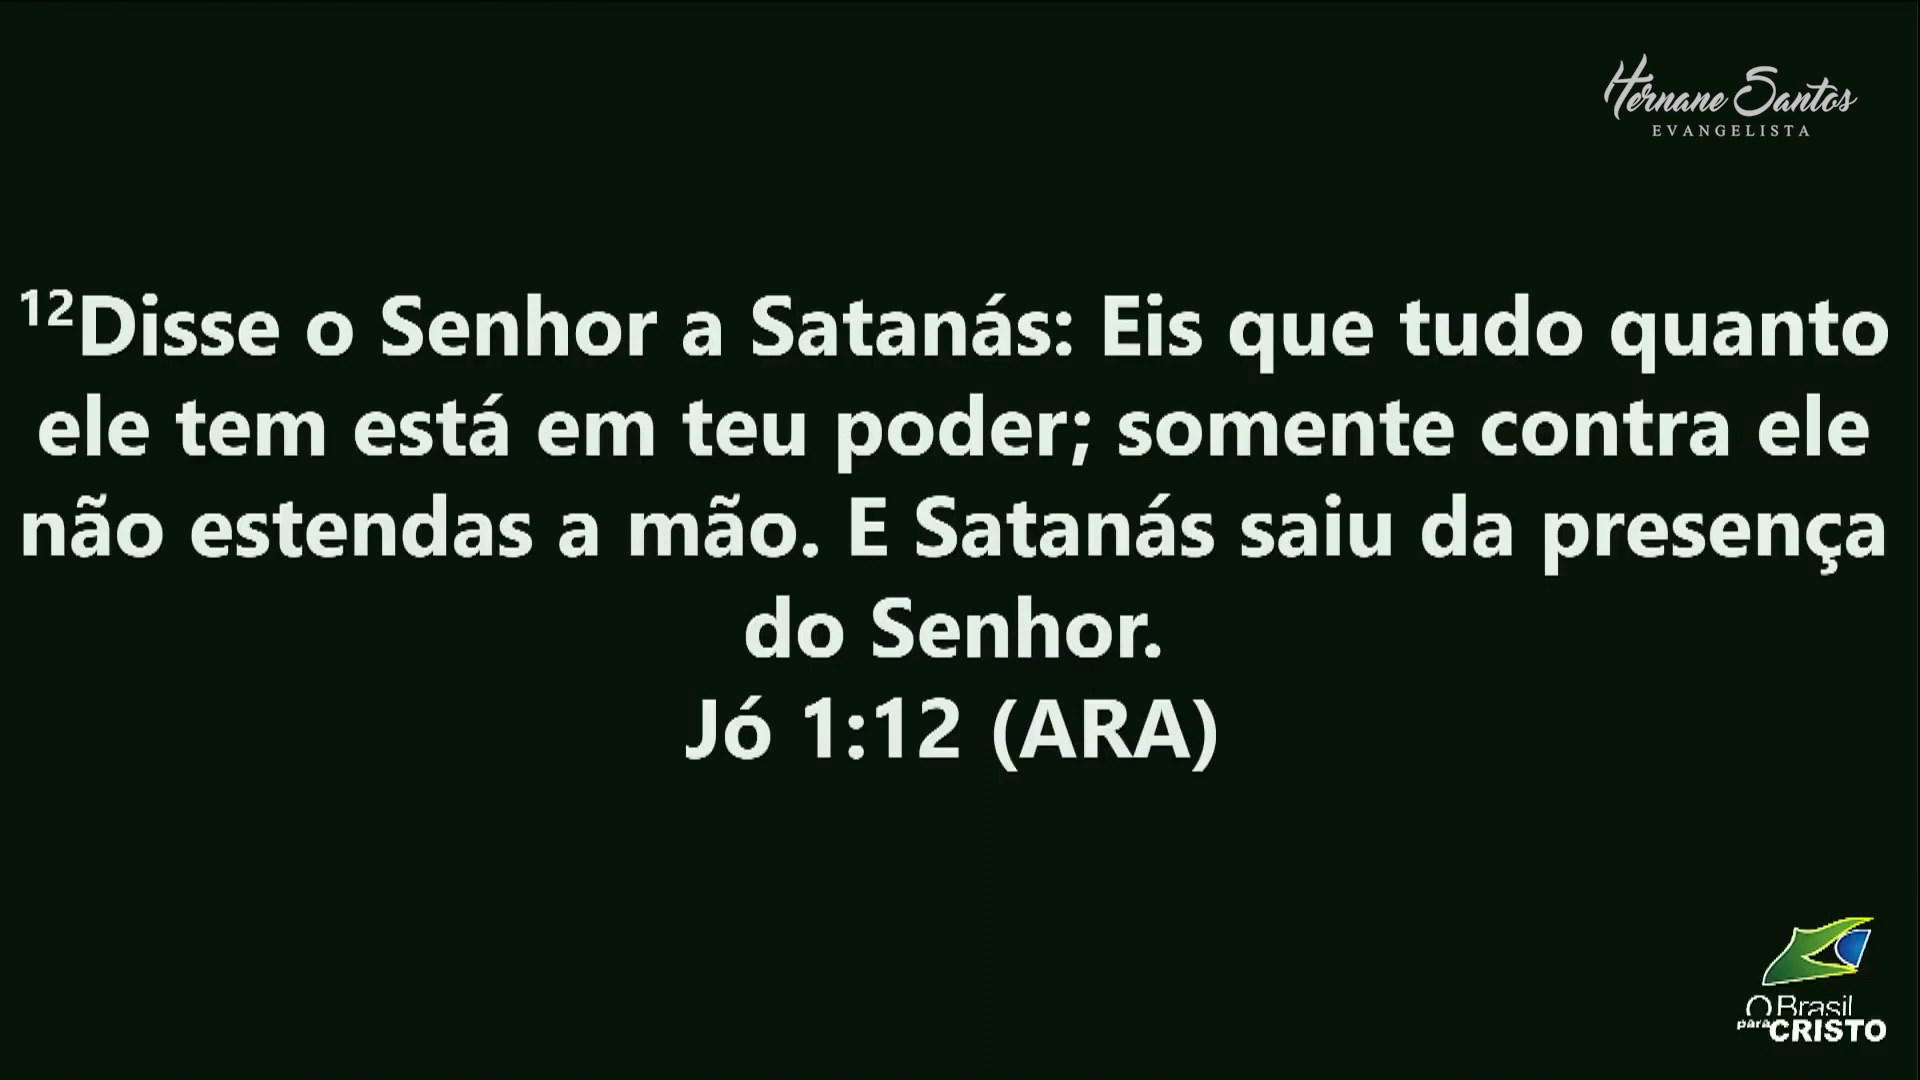 Hernane Santos
EVANGELISTA
¹²Disse o Senhor a Satanás: Eis que tudo quanto
ele tem está em teu poder; somente contra ele
não estendas a mão. E Satanás saiu da presença
do Senhor.
Jó 1:12 (ARA)
O Brasil
para CRISTO